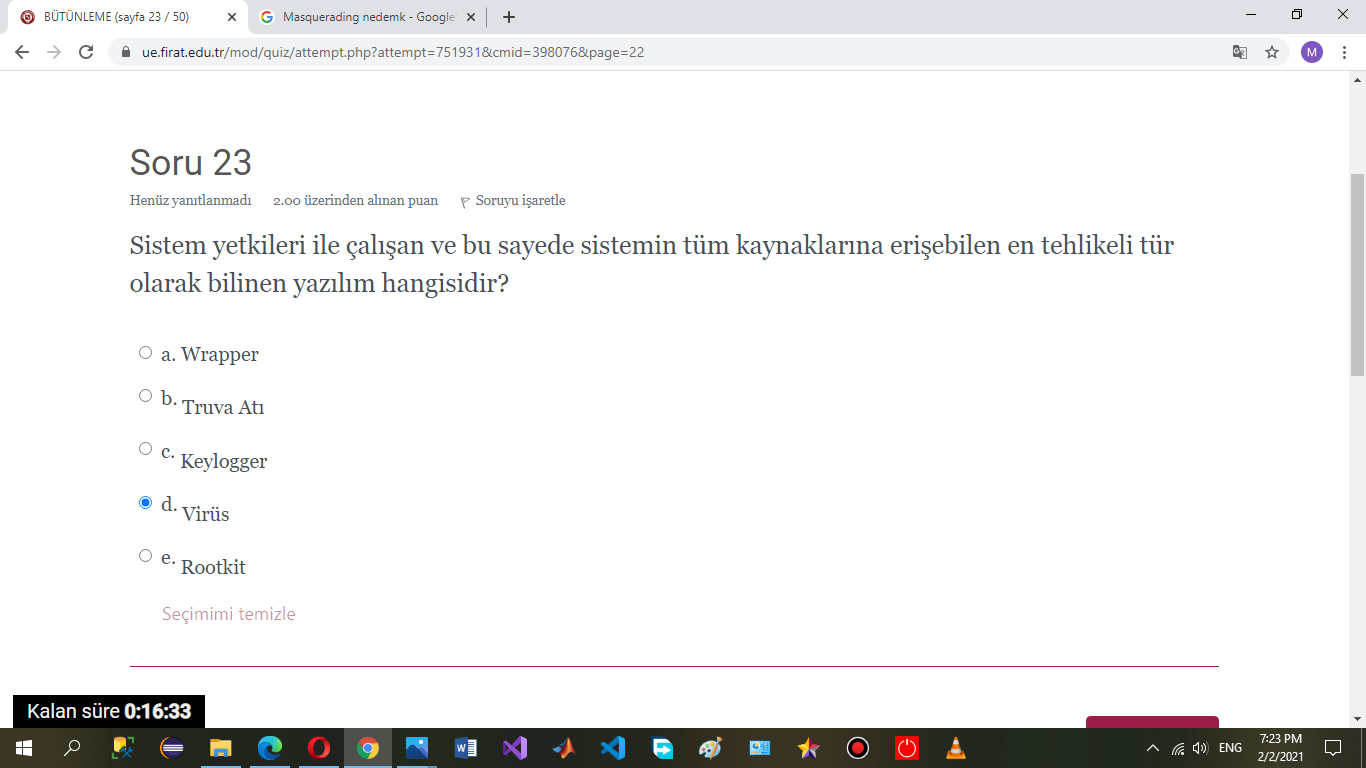 BÜTÜNLEME (sayfa 23 / 50)
Masquerading nedemk - Google
ue.firat.edu.tr/mod/quiz/attempt.php?attempt=751931&cmid=398076&page=22
M
Soru 23
Henüz yanıtlanmadı 2.00 üzerinden alınan puan Soruyu işaretle
Sistem yetkileri ile çalışan ve bu sayede sistemin tüm kaynaklarına erişebilen en tehlikeli tür
olarak bilinen yazılım hangisidir?
a. Wrapper
b. Truva Atı
c. Keylogger
d. Virüs
e. Rootkit
Seçimimi temizle
Kalan süre 0:16:33
ENG
7:23 PM
2/2/2021